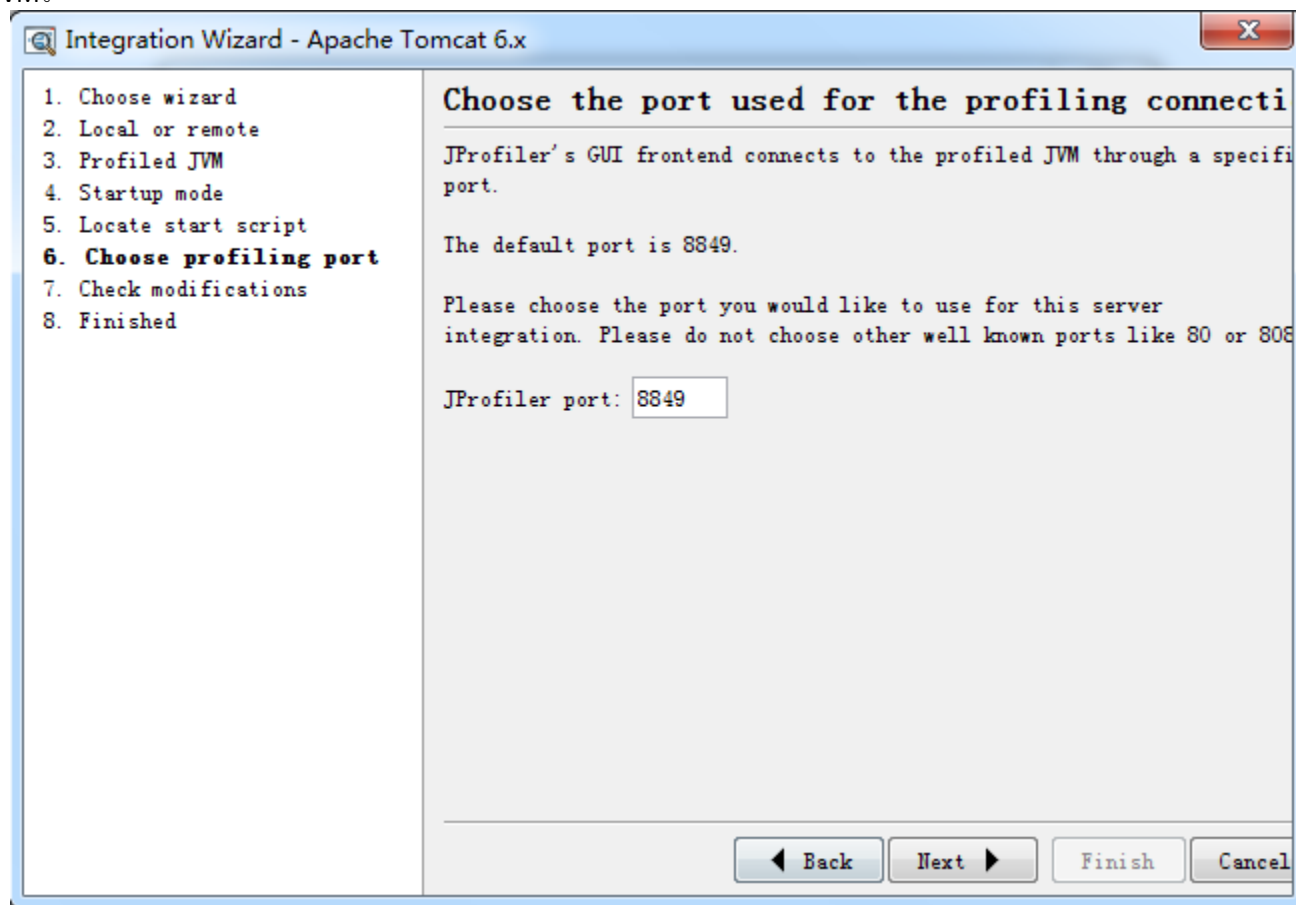 Integration Wizard - Apache Tomcat 6.x
1. Choose wizard
2. Local or remote
3. Profiled JVM
4. Startup mode
5. Locate start script
6. Choose profiling port
7. Check modifications
8. Finished
Choose the port used for the profiling connecti
JProfiler's GUI frontend connects to the profiled JVM through a specifi
port.
The default port is 8849.
Please choose the port you would like to use for this server
integration. Please do not choose other well known ports like 80 or 808
JProfiler port: 8849
Back Next Finish Cancel